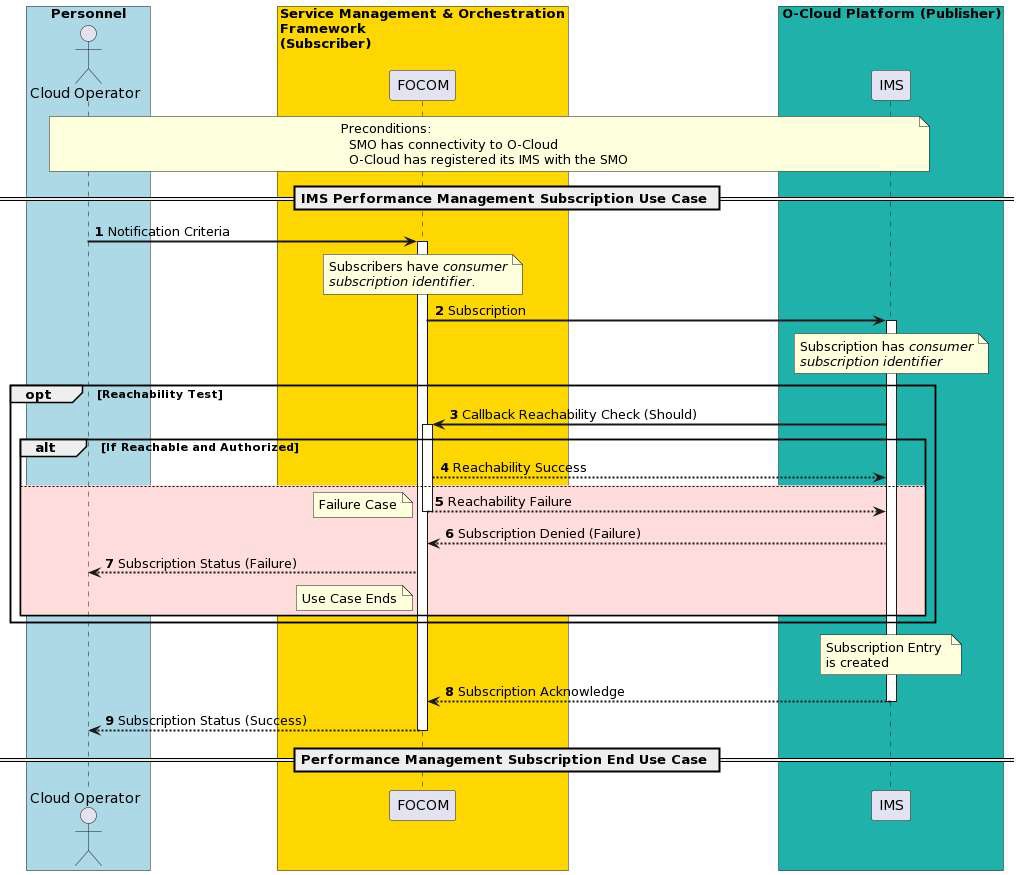 Personnel
Service Management & Orchestration
Framework
(Subscriber)
O-Cloud Platform (Publisher)
Cloud Operator
FOCOM
IMS
Preconditions:
SMO has connectivity to O-Cloud
O-Cloud has registered its IMS with the SMO
IMS Performance Management Subscription Use Case
1 Notification Criteria
Subscribers have consumer
subscription identifier.
2 Subscription
Subscription has consumer
subscription identifier
opt [Reachability Test]
3 Callback Reachability Check (Should)
alt [If Reachable and Authorized]
4 Reachability Success
Failure Case
5 Reachability Failure
6 Subscription Denied (Failure)
7 Subscription Status (Failure)
Use Case Ends
Subscription Entry
is created
8 Subscription Acknowledge
9 Subscription Status (Success)
Performance Management Subscription End Use Case
Cloud Operator
FOCOM
IMS